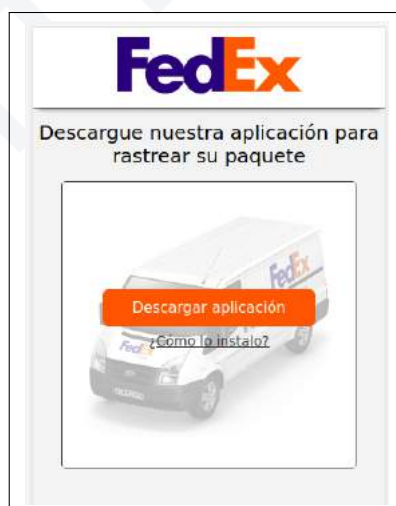 FedEx
Descargue nuestra aplicación para
rastrear su paquete
FedEx
Descargar aplicación
¿Cómo lo instalo?
FedEx